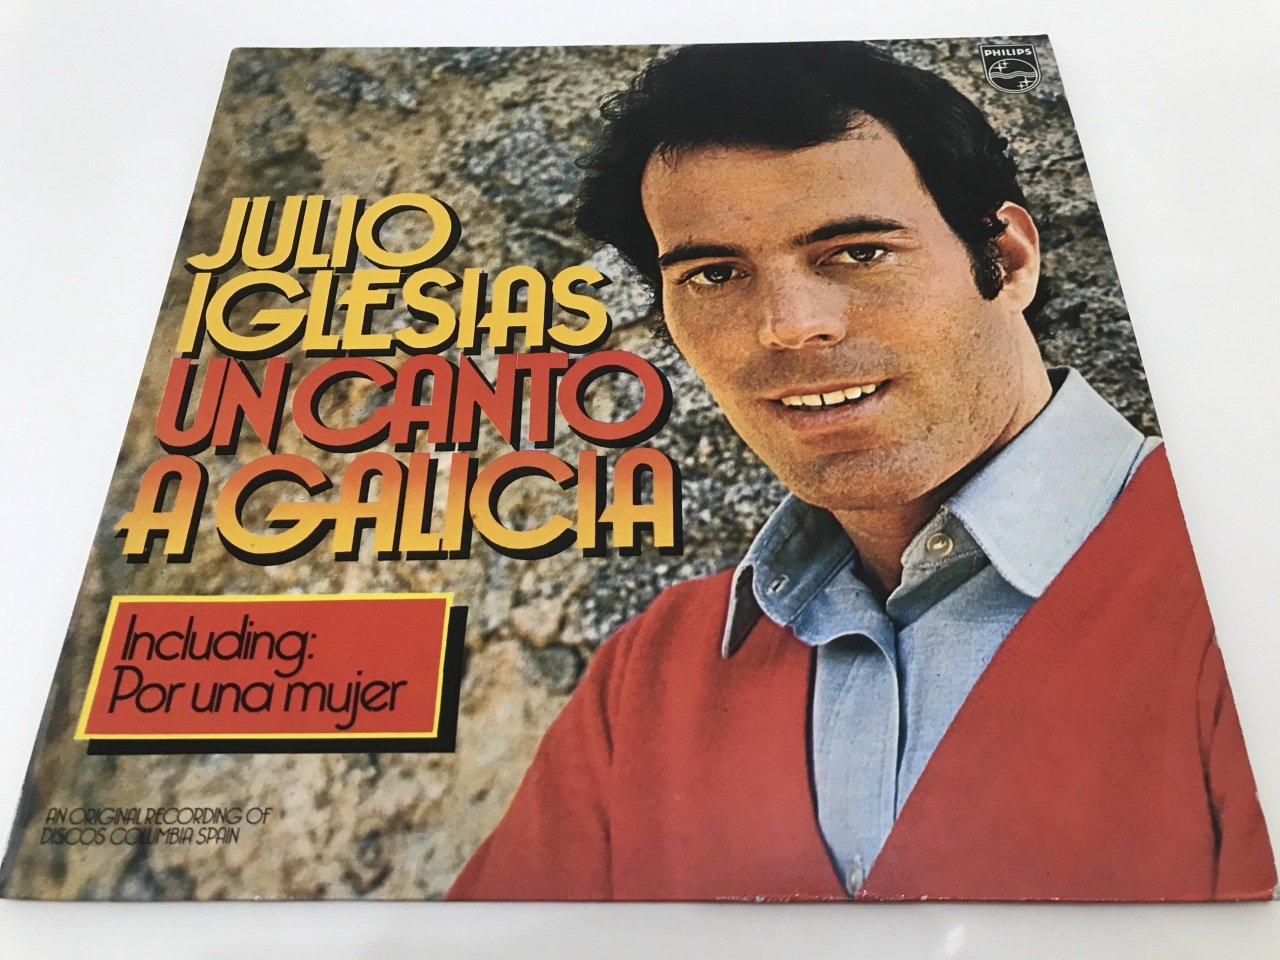 PHILIPS
JULIO
IGLESIAS
UN CANTO
A GALICIA
Including:
Por una mujer
AN ORIGINAL RECORDING OF
DISCOS COLUMBIA SPAIN